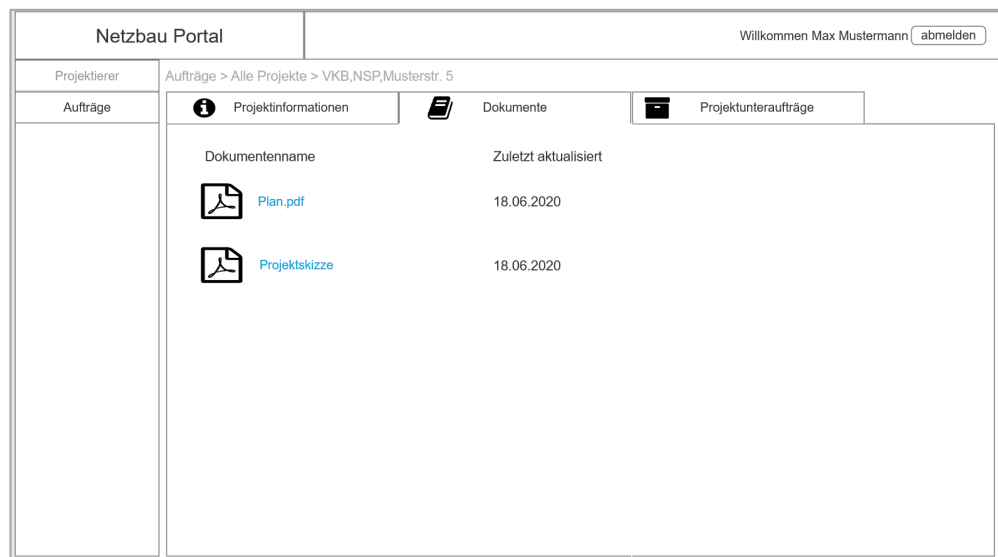 Netzbau Portal
Willkommen Max Mustermann abmelden
Projektierer
Aufträge > Alle Projekte > VKB,NSP,Musterstr. 5
Aufträge
Projektinformationen
Dokumente
Projektunteraufträge
Dokumentenname
Zuletzt aktualisiert
Plan.pdf
18.06.2020
Projektskizze
18.06.2020